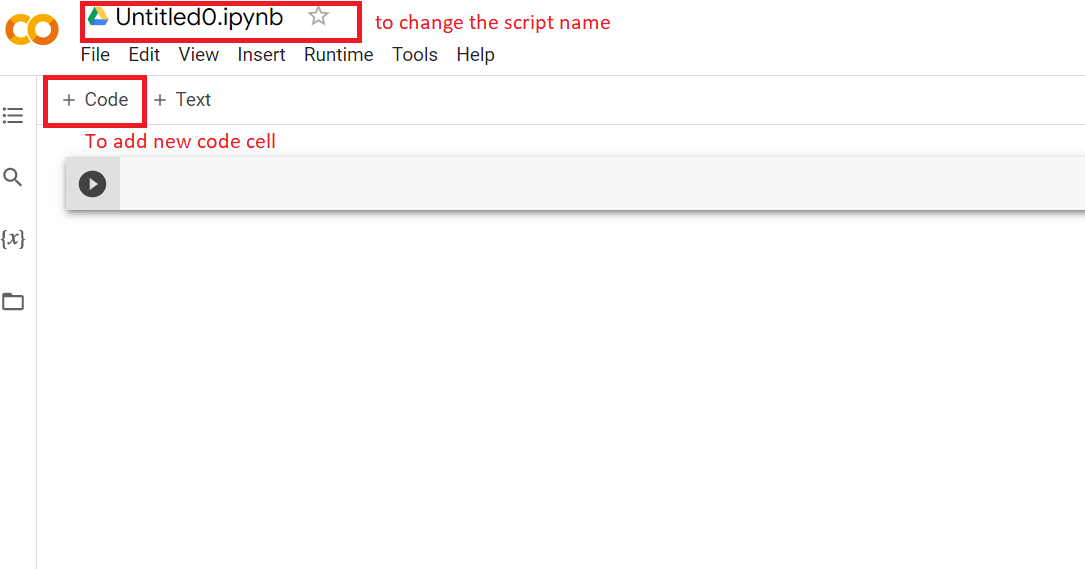 Untitled0.ipynb
to change the script name
File Edit View Insert Runtime Tools Help
+ Code + Text
To add new code cell
{x}